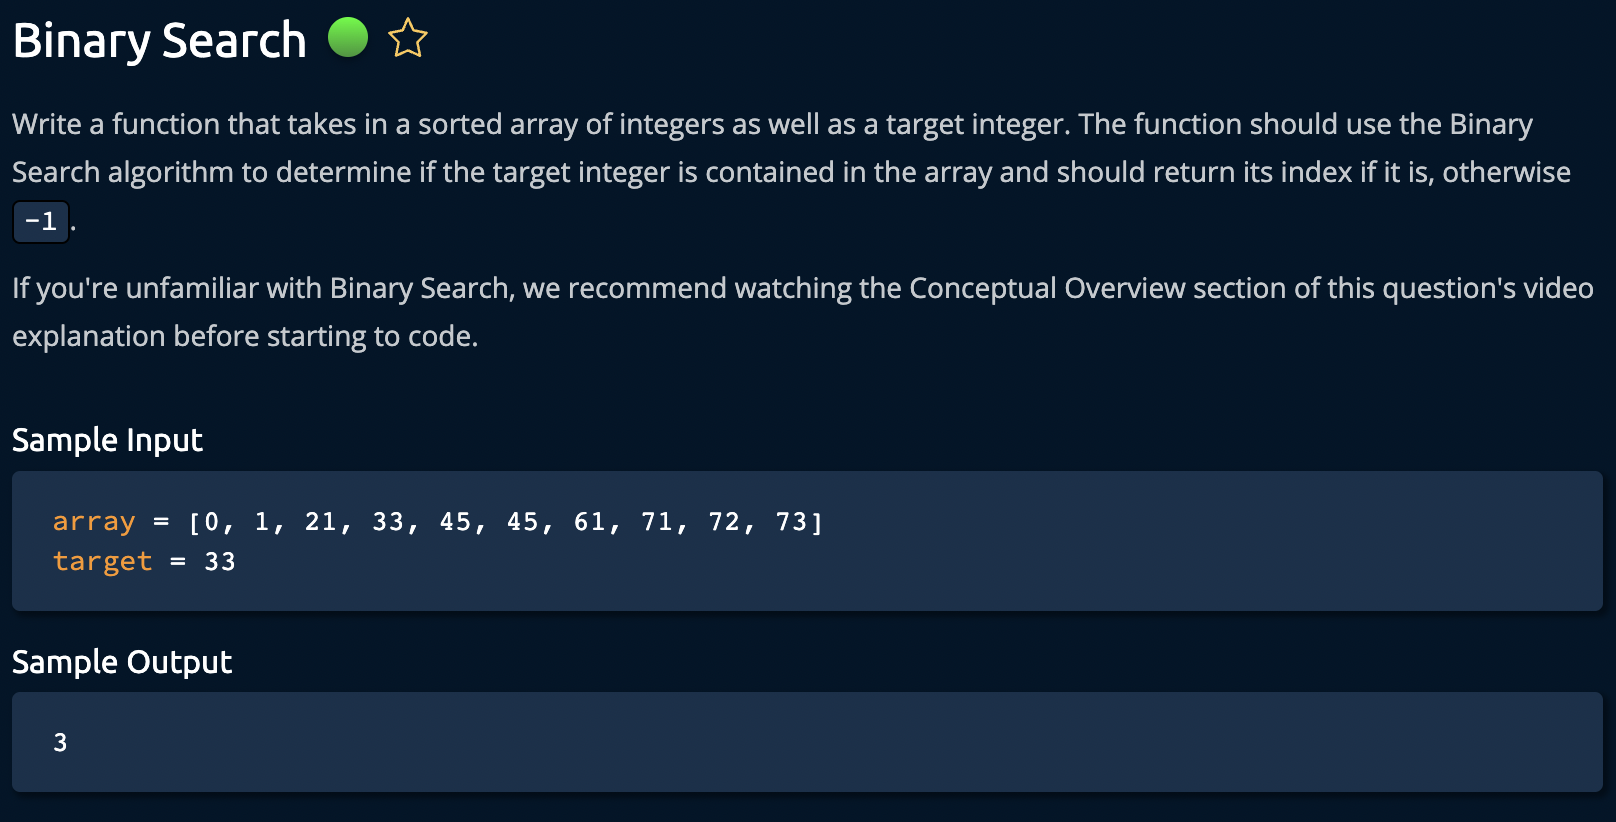 Binary Search
Write a function that takes in a sorted array of integers as well as a target integer. The function should use the Binary
Search algorithm to determine if the target integer is contained in the array and should return its index if it is, otherwise
-1 .
If you're unfamiliar with Binary Search, we recommend watching the Conceptual Overview section of this question's video
explanation before starting to code.
Sample Input
array = [0, 1, 21, 33, 45, 45, 61, 71, 72, 73]
target = 33
Sample Output
3